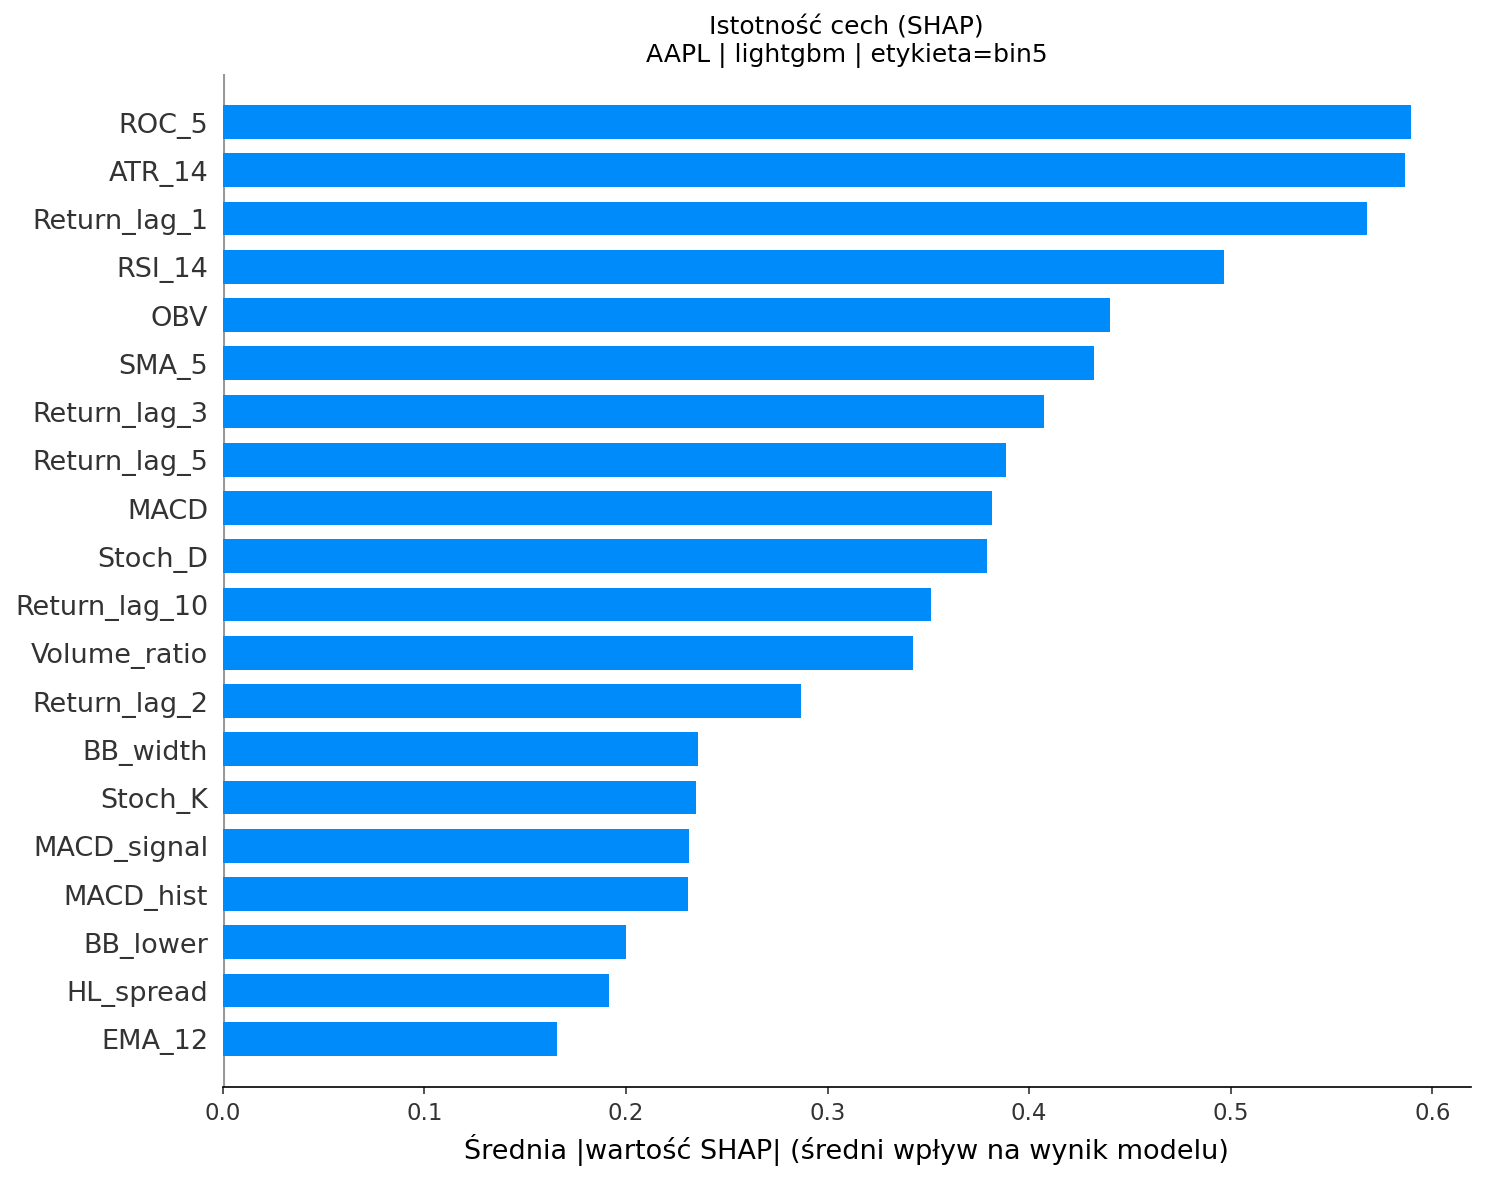 Istotność cech (SHAP)
AAPL | lightgbm | etykieta=bin5
ROC_5
ATR_14
Return_lag_1
RSI_14
OBV
SMA_5
Return_lag_3
Return_lag_5
MACD
Stoch_D
Return_lag_10
Volume_ratio
Return_lag_2
BB_width
Stoch_K
MACD_signal
MACD_hist
BB_lower
HL_spread
EMA_12
0.0 0.1 0.2 0.3 0.4 0.5 0.6
Średnia |wartość SHAP| (średni wpływ na wynik modelu)